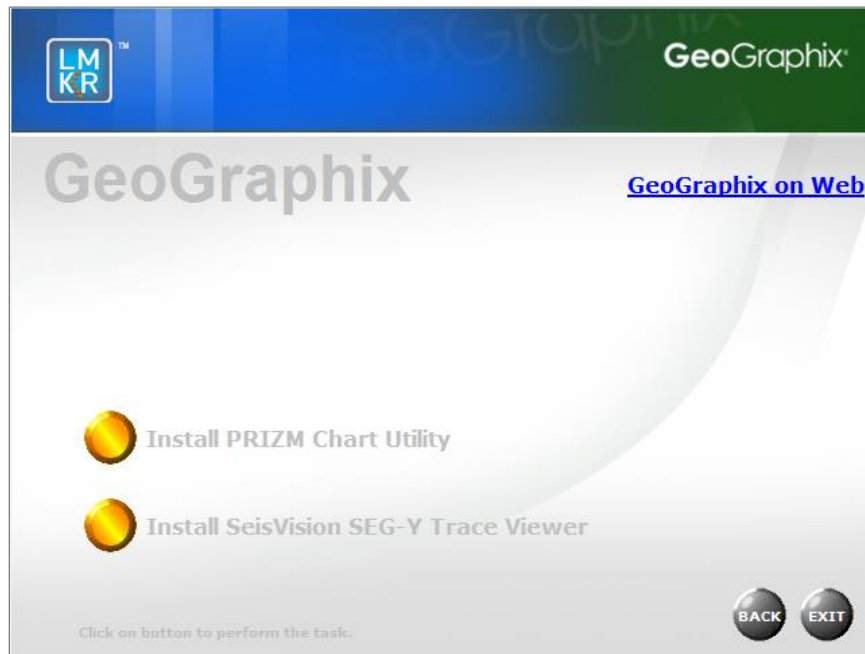 LM
KR
TM
GeoGraphix
GeoGraphix®
GeoGraphix
GeoGraphix on Web
Install PRIZM Chart Utility
Install SeisVision SEG-Y Trace Viewer
Click on button to perform the task.
BACK
EXIT